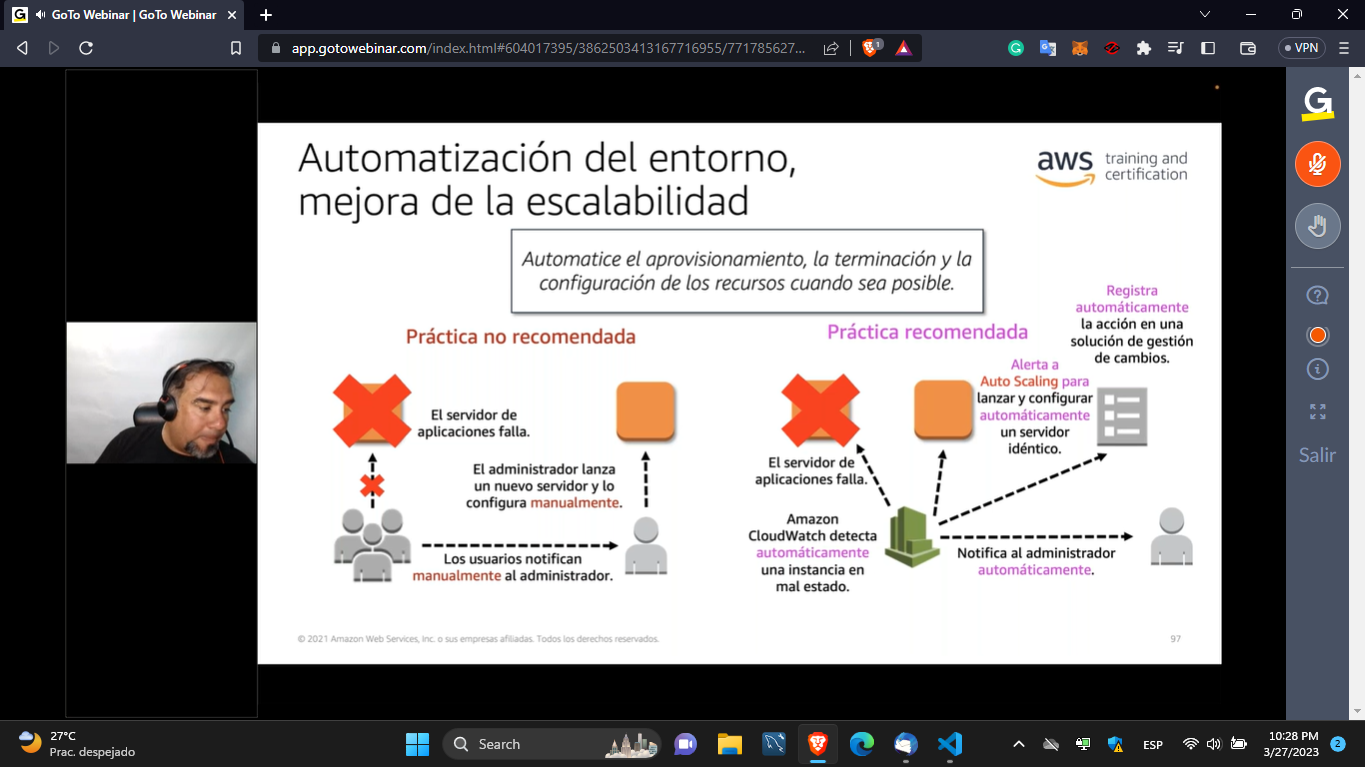 GoTo Webinar | GoTo Webinar
app.gotowebinar.com/index.html#604017395/3862503413167716955/771785627...
1
VPN
Automatización del entorno,
mejora de la escalabilidad
aws training and
certification
Automatice el aprovisionamiento, la terminación y la
configuración de los recursos cuando sea posible.
Práctica no recomendada
El servidor de
aplicaciones falla.
El administrador lanza
un nuevo servidor y lo
configura manualmente.
Los usuarios notifican
manualmente al administrador.
Práctica recomendada
El servidor de
aplicaciones falla.
Amazon
CloudWatch detecta
automáticamente
una instancia en
mal estado.
Alerta a
Auto Scaling para
lanzar y configurar
automáticamente
un servidor
idéntico.
Registra
automáticamente
la acción en una
solución de gestión
de cambios.
Notifica al administrador
automáticamente.
© 2021 Amazon Web Services, Inc. o sus empresas afiliadas. Todos los derechos reservados.
97
Salir
27°C
Prac. despejado
Search
ESP
10:28 PM
3/27/2023
2